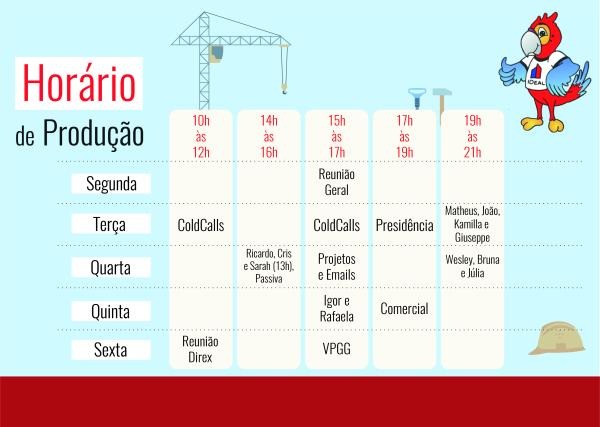 Horário
de Produção
10h
às
12h
14h
às
16h
15h
às
17h
17h
às
19h
19h
às
21h
IDEAL
Segunda
Reunião
Geral
Terça
ColdCalls
ColdCalls
Presidência
Matheus, João,
Kamilla e
Giuseppe
Quarta
Ricardo, Cris
e Sarah (13h),
Passiva
Projetos
e Emails
Wesley, Bruna
e Júlia
Quinta
Igor e
Rafaela
Comercial
Sexta
Reunião
Direx
VPGG